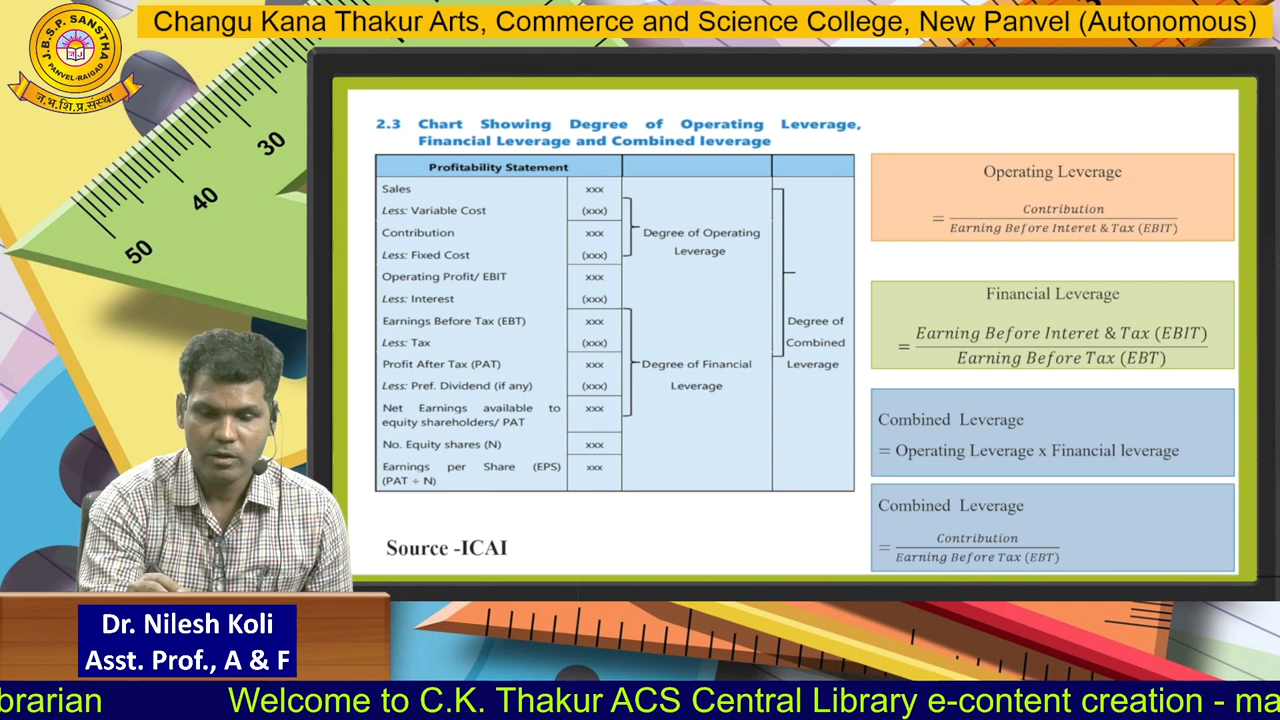 Changu Kana Thakur Arts, Commerce and Science College, New Panvel (Autonomous)
J.B.S.P. SANSTHA
PANVEL-RAIGAD
ज.भ.शि.प्र.संस्था
30
40
50
2.3 Chart Showing Degree of Operating Leverage,
Financial Leverage and Combined leverage
Profitability Statement
Sales xxx
Less: Variable Cost (xxx)
Contribution xxx
Less: Fixed Cost (xxx)
Degree of Operating
Leverage
Operating Profit/ EBIT xxx
Less: Interest (xxx)
Earnings Before Tax (EBT) xxx
Less: Tax (xxx)
Profit After Tax (PAT) xxx
Less: Pref. Dividend (if any) (xxx)
Net Earnings available to xxx
equity shareholders/ PAT
Degree of Financial
Leverage
Degree of
Combined
Leverage
No. Equity shares (N) xxx
Earnings per Share (EPS) xxx
(PAT ÷ N)
Source -ICAI
Operating Leverage
= Contribution
Earning Before Interet & Tax (EBIT)
Financial Leverage
= Earning Before Interet & Tax (EBIT)
Earning Before Tax (EBT)
Combined Leverage
= Operating Leverage x Financial leverage
Combined Leverage
= Contribution
Earning Before Tax (EBT)
Dr. Nilesh Koli
Asst. Prof., A & F
brarian Welcome to C.K. Thakur ACS Central Library e-content creation - ma